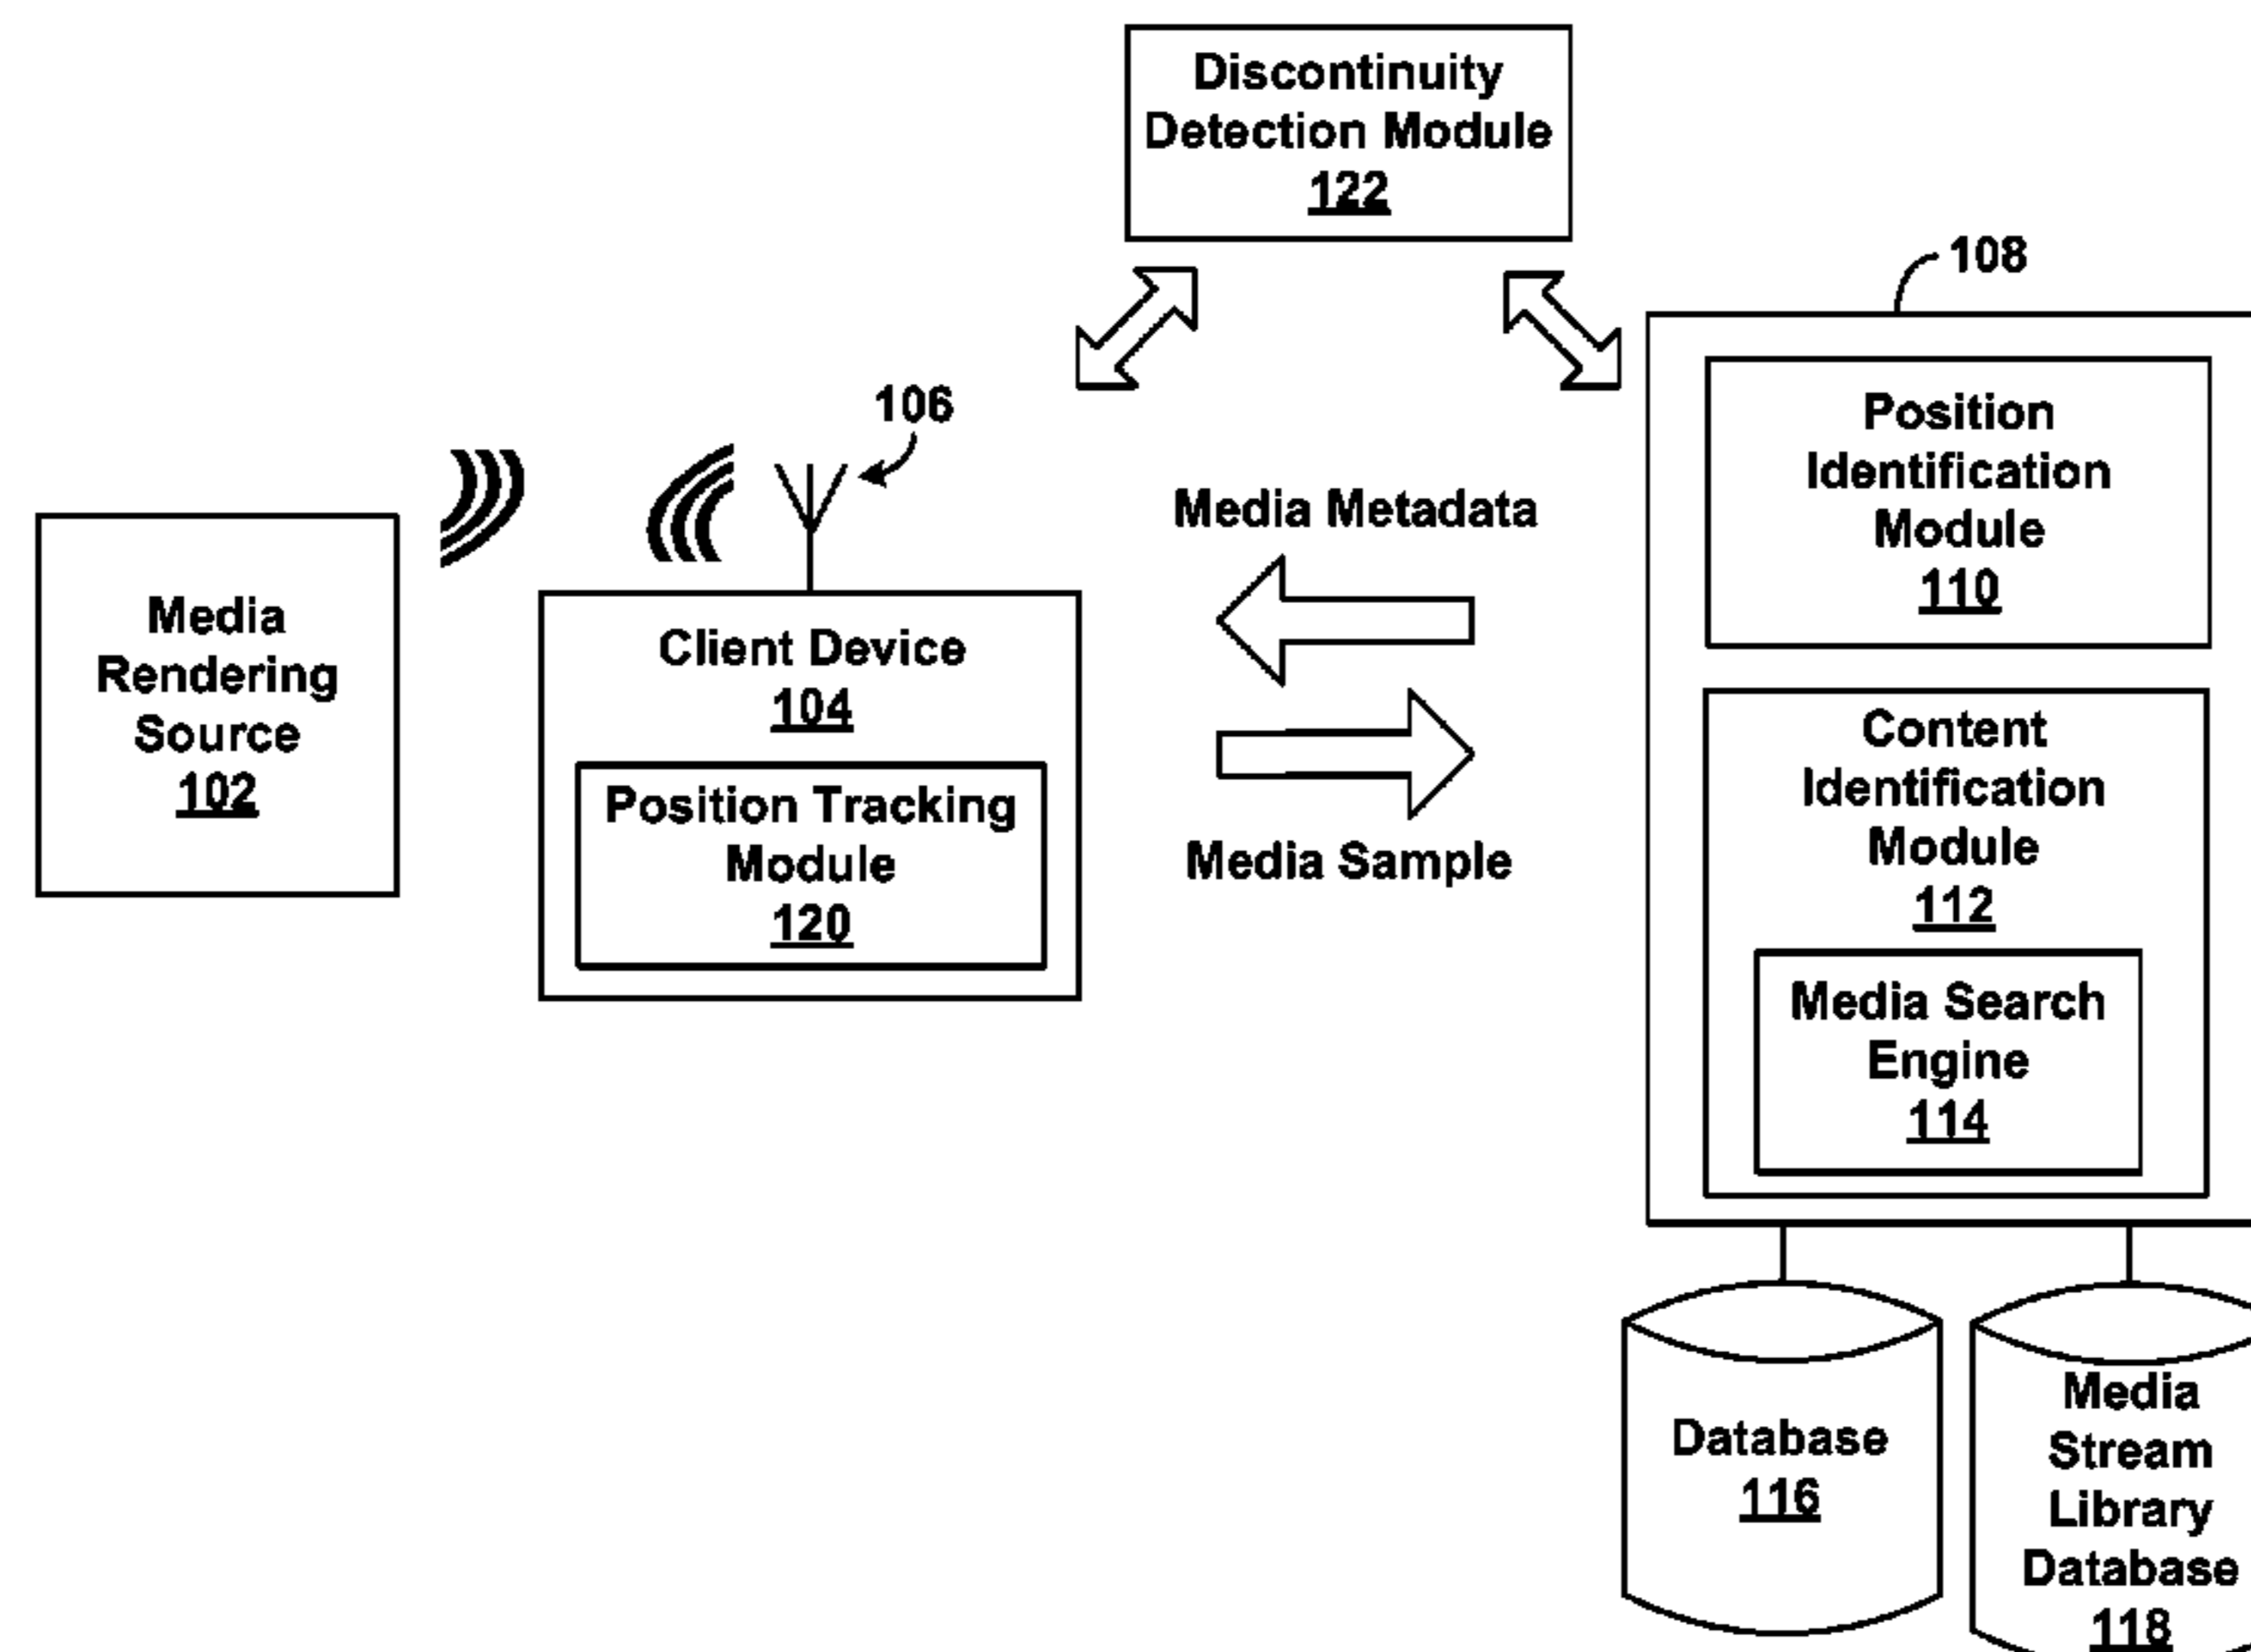 Discontinuity
Detection Module
122
108
106
Media
Rendering
Source
102
Client Device
104
Position Tracking
Module
120
Media Metadata
Media Sample
Position
Identification
Module
110
Content
Identification
Module
112
Media Search
Engine
114
Database
116
Media
Stream
Library
Database
118